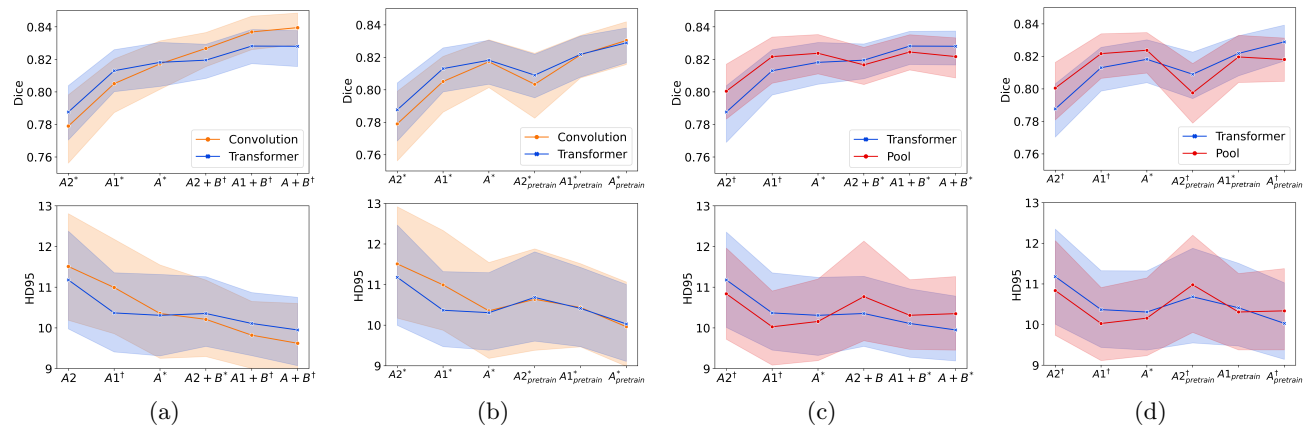 0.84
0.82
0.80
0.78
0.76
Dice
Convolution
Transformer
A2* A1* A* A2 + B† A1 + B† A + B†
0.84
0.82
0.80
0.78
0.76
Dice
Convolution
Transformer
A2* A1* A* A2*pretrain A1*pretrain A*pretrain
0.84
0.82
0.80
0.78
0.76
Dice
Transformer
Pool
A2† A1† A* A2 + B* A1 + B* A + B*
0.84
0.82
0.80
0.78
0.76
Dice
Transformer
Pool
A2† A1† A* A2†pretrain A1*pretrain A†pretrain
13
12
11
10
9
HD95
A2 A1† A* A2 + B* A1 + B† A + B†
13
12
11
10
9
HD95
A2* A1* A* A2*pretrain A1*pretrain A*pretrain
13
12
11
10
9
HD95
A2† A1† A* A2 + B A1 + B* A + B*
13
12
11
10
9
HD95
A2† A1† A* A2†pretrain A1pretrain A†pretrain
(a) (b) (c) (d)